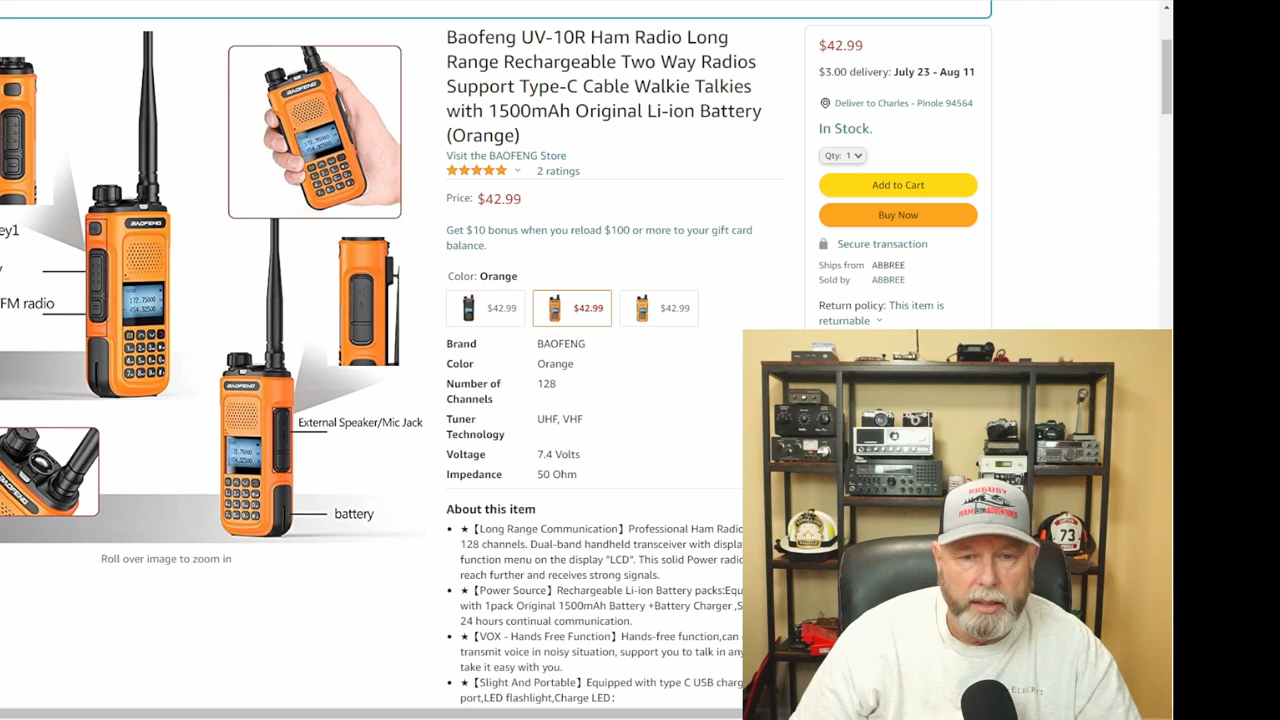 BAOFENG
ey1
FM radio
BAOFENG
BAOFENG
External Speaker/Mic Jack
battery
Roll over image to zoom in
Baofeng UV-10R Ham Radio Long
Range Rechargeable Two Way Radios
Support Type-C Cable Walkie Talkies
with 1500mAh Original Li-ion Battery
(Orange)
Visit the BAOFENG Store
2 ratings
Price: $42.99
Get $10 bonus when you reload $100 or more to your gift card
balance.
Color: Orange
$42.99
$42.99
$42.99
Brand BAOFENG
Color Orange
Number of 128
Channels
Tuner UHF, VHF
Technology
Voltage 7.4 Volts
Impedance 50 Ohm
About this item
★【Long Range Communication】Professional Ham Radio
128 channels. Dual-band handheld transceiver with displa
function menu on the display "LCD". This solid Power radio
reach further and receives strong signals.
★【Power Source】Rechargeable Li-ion Battery packs:Equ
with 1pack Original 1500mAh Battery +Battery Charger ,S
24 hours continual communication.
★【VOX - Hands Free Function】Hands-free function,can
transmit voice in noisy situation, support you to talk in any
take it easy with you.
★【Slight And Portable】Equipped with type C USB charg
port,LED flashlight,Charge LED：
$42.99
$3.00 delivery: July 23 - Aug 11
Deliver to Charles - Pinole 94564
In Stock.
Qty: 1
Add to Cart
Buy Now
Secure transaction
Ships from ABBREE
Sold by ABBREE
Return policy: This item is
returnable
KB6USY
HAM RADIO ADVENTURES
73